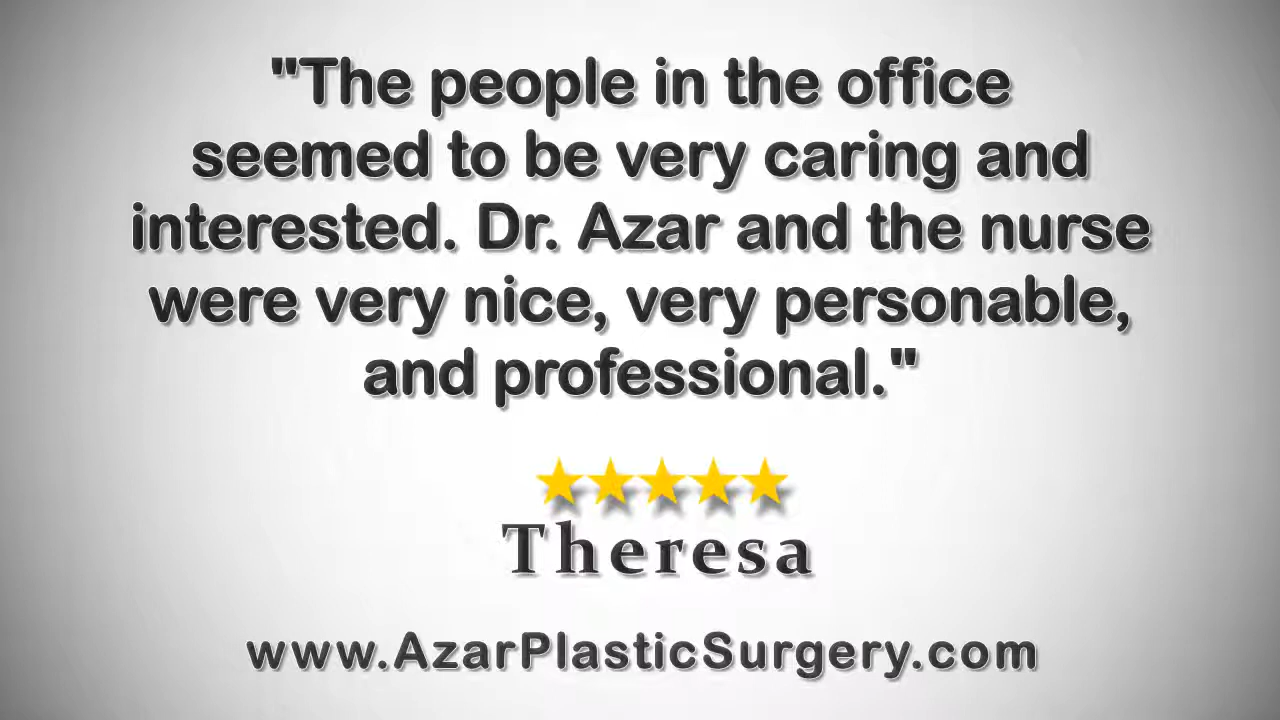 "The people in the office
seemed to be very caring and
interested. Dr. Azar and the nurse
were very nice, very personable,
and professional."
Theresa
www.AzarPlasticSurgery.com